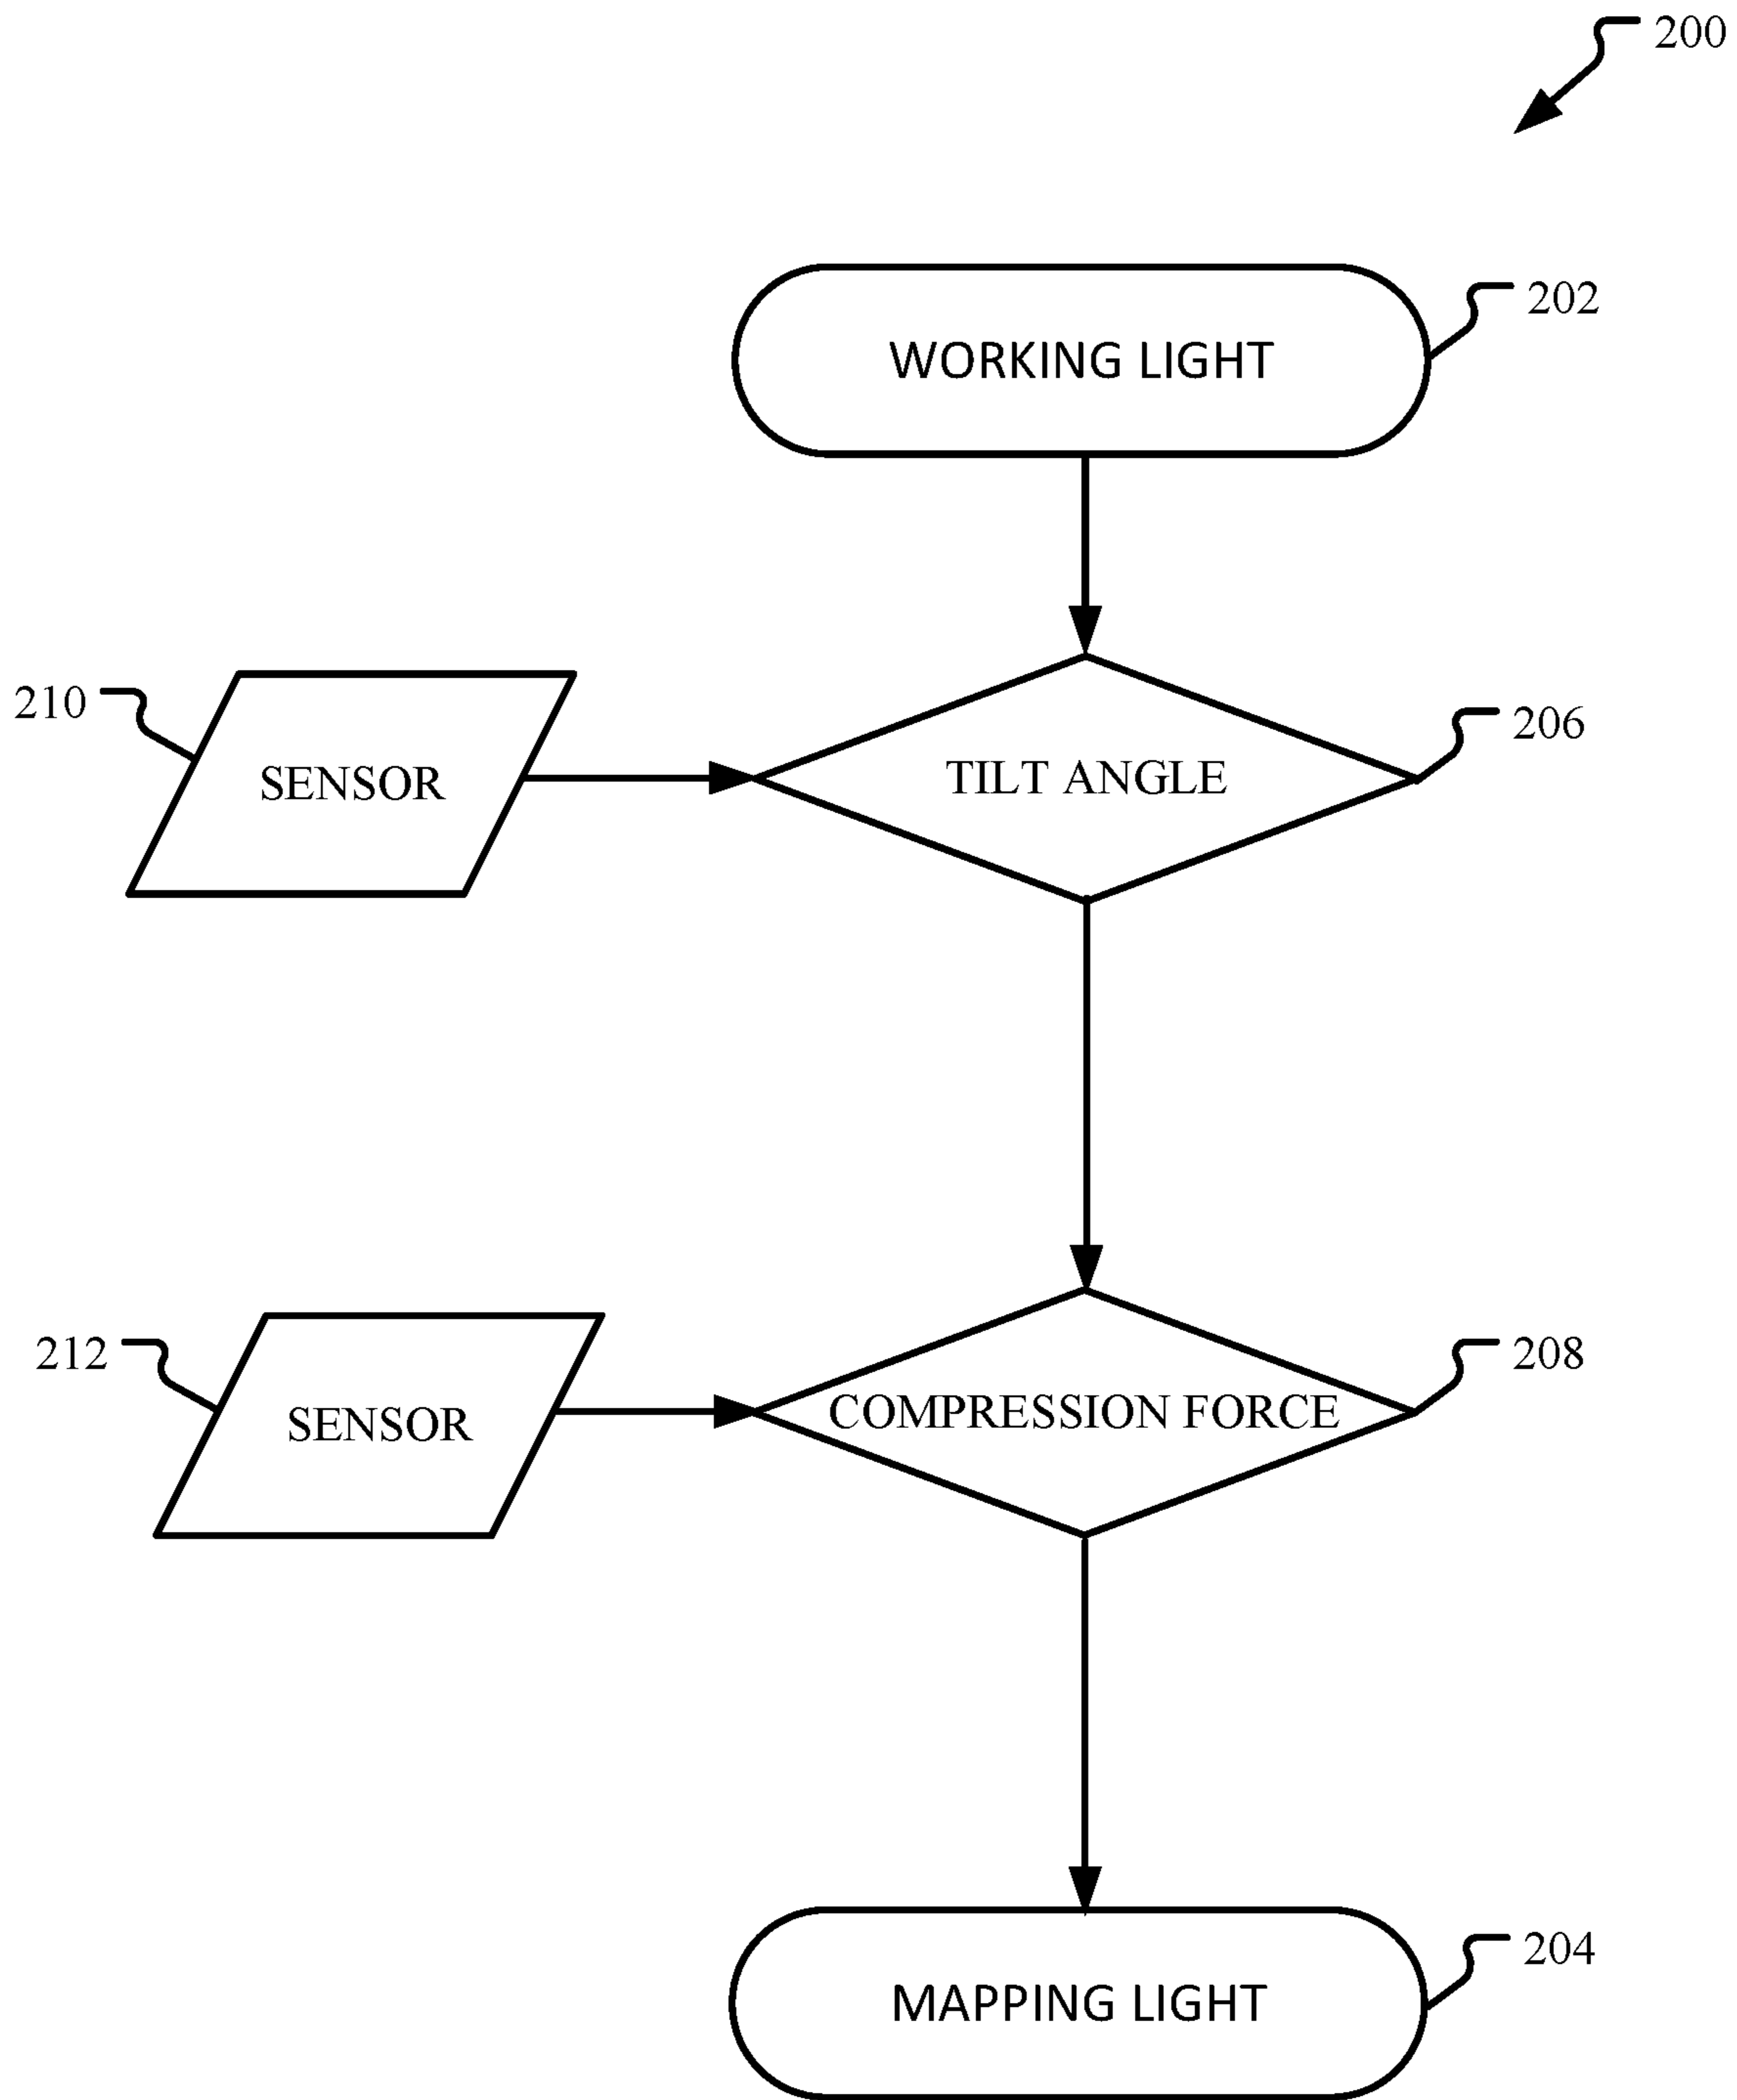 200
WORKING LIGHT
202
210
SENSOR
TILT ANGLE
206
212
SENSOR
COMPRESSION FORCE
208
MAPPING LIGHT
204